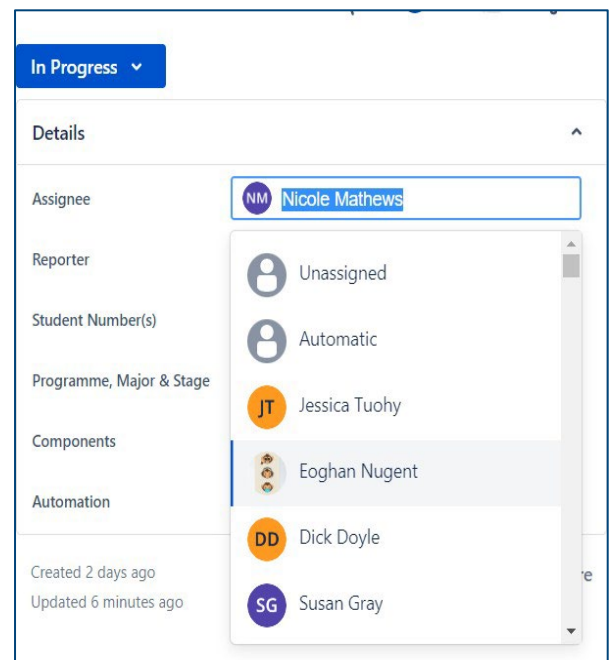 In Progress
Details
Assignee
NM Nicole Mathews
Reporter
Unassigned
Student Number(s)
Automatic
Programme, Major & Stage
JT Jessica Tuohy
Components
Eoghan Nugent
Automation
DD Dick Doyle
Created 2 days ago
Updated 6 minutes ago
SG Susan Gray